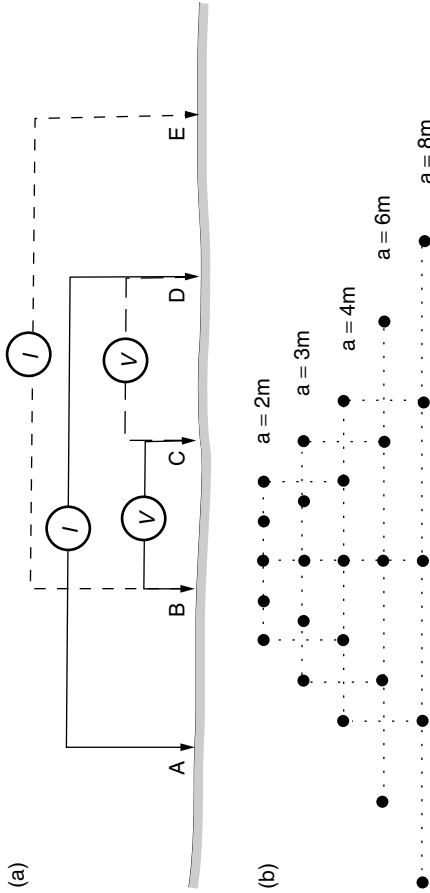 (a)
I
I
V
V
A
B
C
D
E
(b)
a = 2m
a = 3m
a = 4m
a = 6m
a = 8m